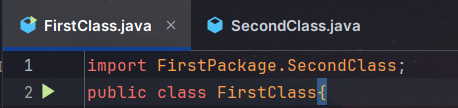 FirstClass.java × SecondClass.java
1 import FirstPackage.SecondClass;
2 public class FirstClass{